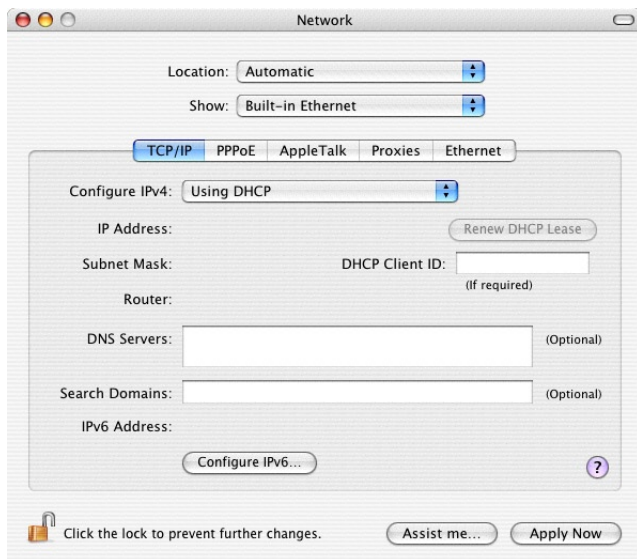 Network
Location: Automatic
Show: Built-in Ethernet
TCP/IP PPPoE AppleTalk Proxies Ethernet
Configure IPv4: Using DHCP
IP Address: Renew DHCP Lease
Subnet Mask: DHCP Client ID:
(If required)
Router:
DNS Servers: (Optional)
Search Domains: (Optional)
IPv6 Address:
Configure IPv6...
?
Click the lock to prevent further changes. Assist me... Apply Now